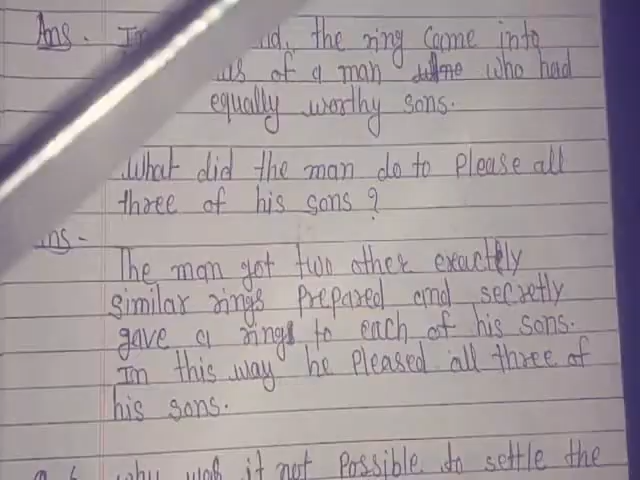 Ans. In the ring came into
of a man who had
equally worthy sons.
What did the man do to please all
three of his sons?
Ans -
The man got two other exactely
similar rings prepared and secretly
gave a rings to each of his sons.
In this way he pleased all three of
his sons.
why was it not possible to settle the